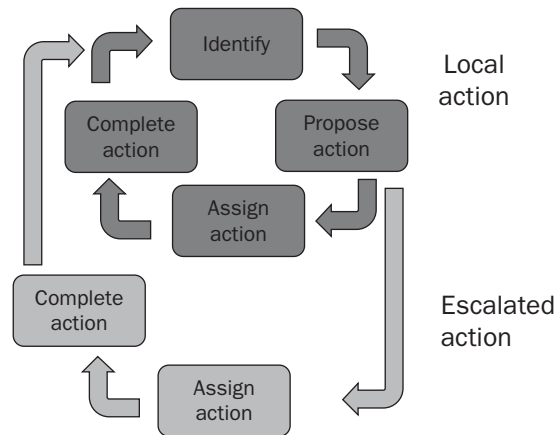 Identify
Local
action
Complete
action
Propose
action
Assign
action
Complete
action
Escalated
action
Assign
action